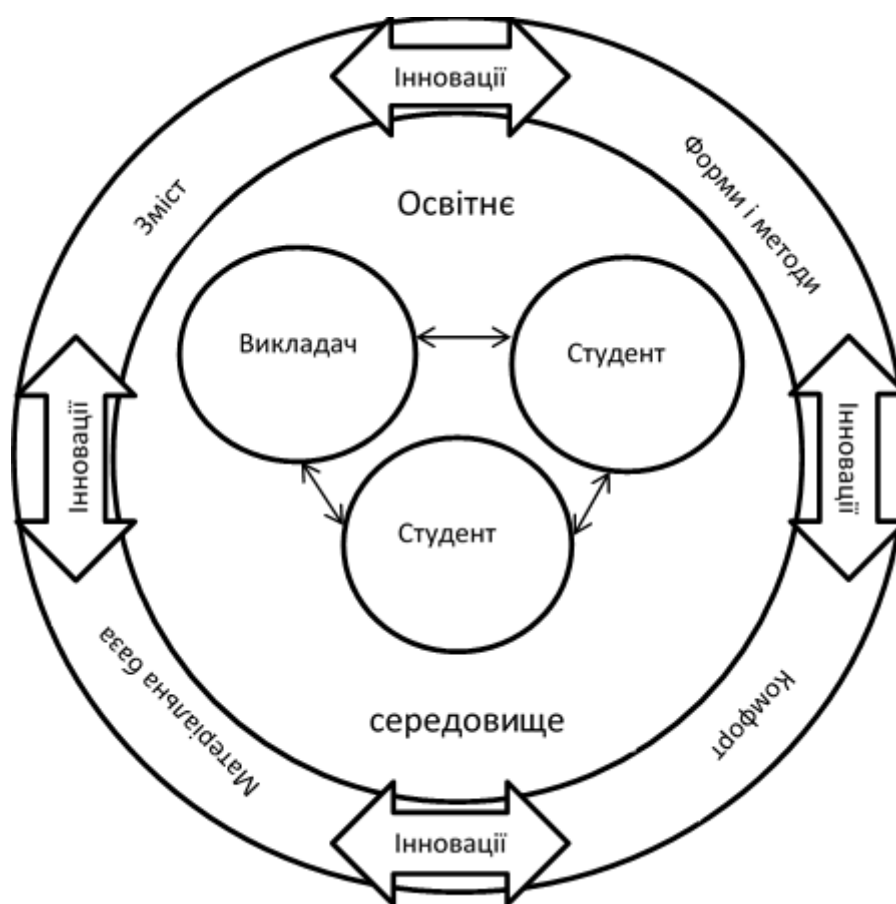 Інновації
Зміст
Форми і методи
Освітнє
Викладач
Студент
Інновації
Інновації
Студент
Матеріальна база
середовище
Комфорт
Інновації